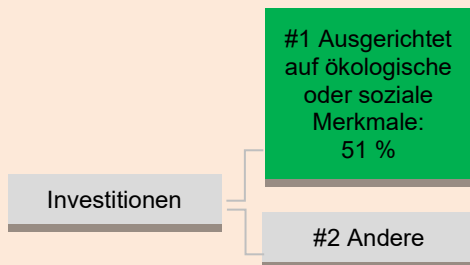 #1 Ausgerichtet
auf ökologische
oder soziale
Merkmale:
51 %
Investitionen
#2 Andere